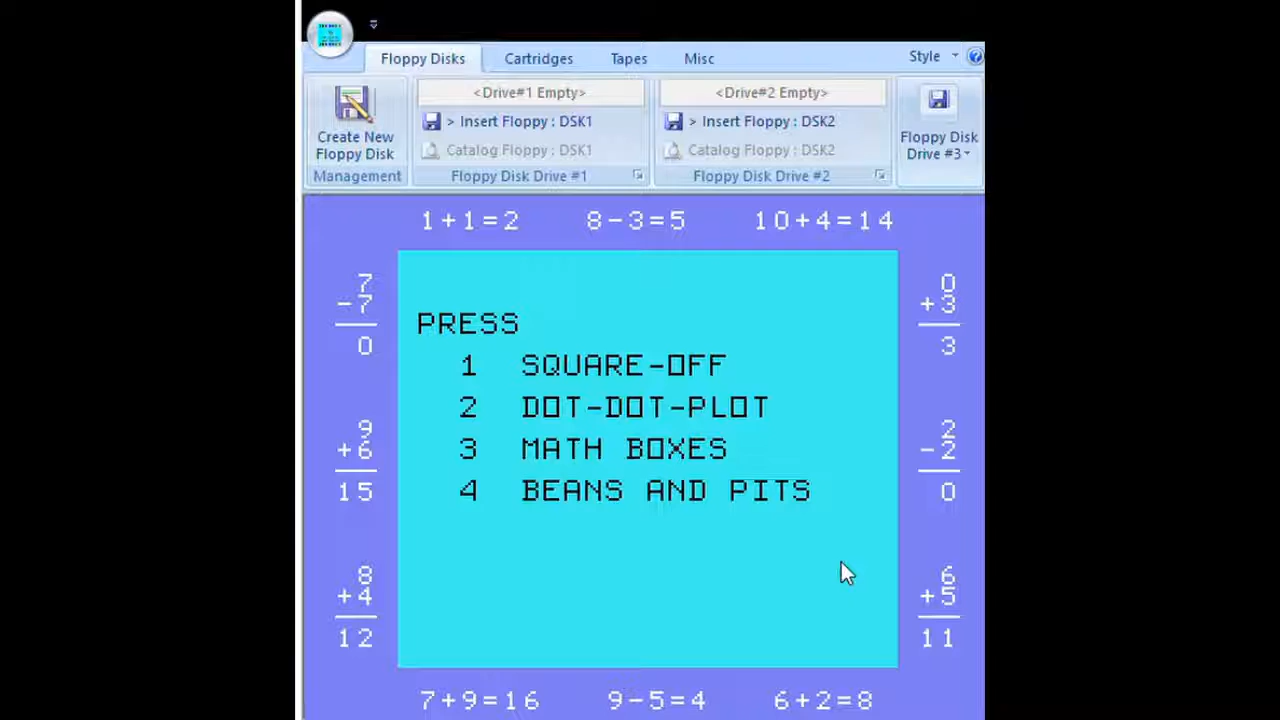 Floppy Disks Cartridges Tapes Misc Style
<Drive#1 Empty> <Drive#2 Empty>
> Insert Floppy : DSK1 > Insert Floppy : DSK2
Create New Floppy Disk
Catalog Floppy : DSK1 Catalog Floppy : DSK2
Floppy Disk Drive #3
Management Floppy Disk Drive #1 Floppy Disk Drive #2
1+1=2 8-3=5 10+4=14
7
-7
0
9
+6
15
8
+4
12
PRESS
1 SQUARE-OFF
2 DOT-DOT-PLOT
3 MATH BOXES
4 BEANS AND PITS
0
+3
3
2
-2
0
6
+5
11
7+9=16 9-5=4 6+2=8